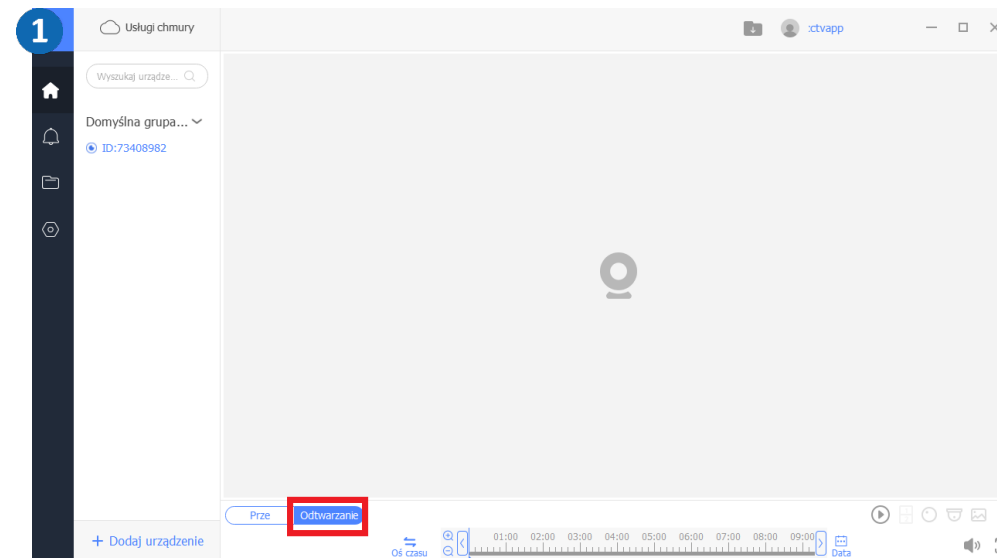 1
Usługi chmury
:ctvapp
Wyszukaj urządze...
Domyślna grupa...
ID:73408982
Prze
Odtwarzanie
+ Dodaj urządzenie
Oś czasu
01:00 02:00 03:00 04:00 05:00 06:00 07:00 08:00 09:00
Data